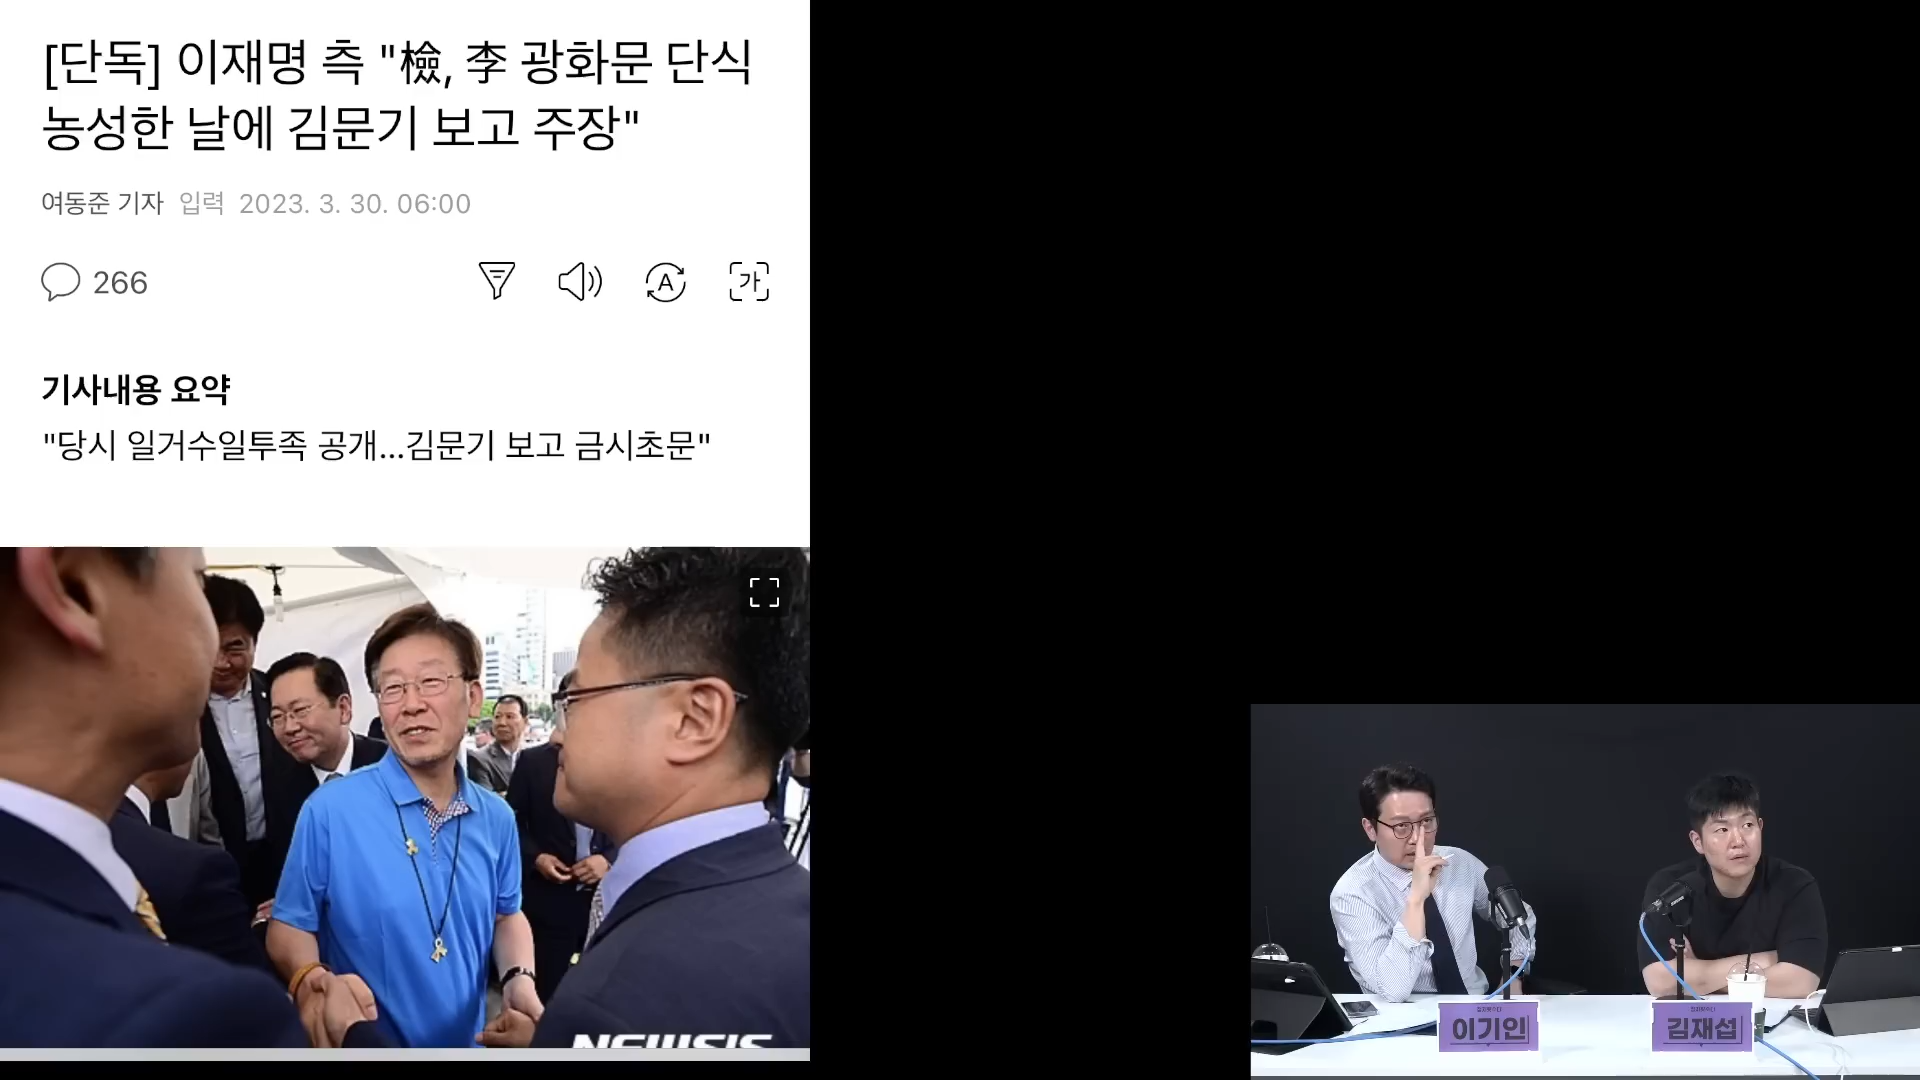 [단독] 이재명 측 "檢, 李 광화문 단식
농성한 날에 김문기 보고 주장"
여동준 기자 입력 2023. 3. 30. 06:00
266
A
가
기사내용 요약
"당시 일거수일투족 공개…김문기 보고 금시초문"
NEWSIS
이기인
김재섭